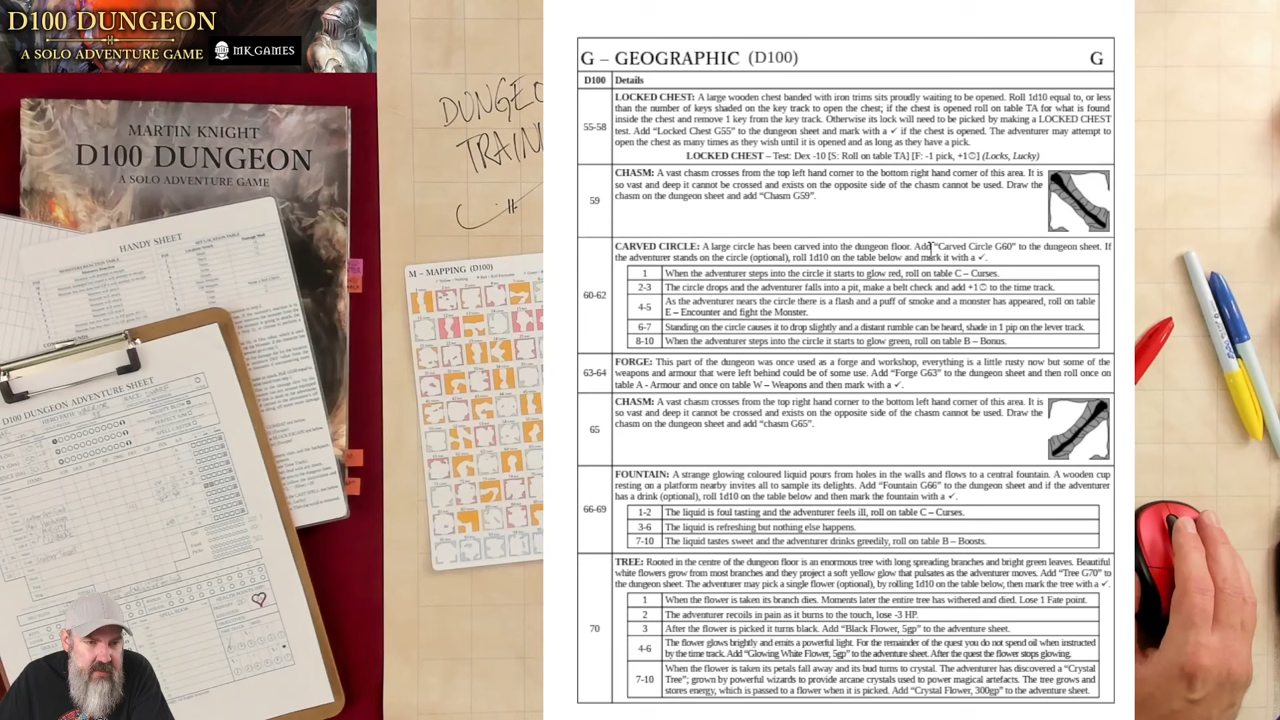 D100 DUNGEON
A SOLO ADVENTURE GAME
MK GAMES
MARTIN KNIGHT
D100 DUNGEON
A SOLO ADVENTURE GAME
HANDY SHEET
D100 DUNGEON ADVENTURE SHEET
M – MAPPING (D100)
G – GEOGRAPHIC (D100) G
D100 Details
55-58
LOCKED CHEST: A large wooden chest banded with iron trims sits proudly waiting to be opened. Roll 1d10 equal to, or less
than the number of keys shaded on the key track to open the chest; if the chest is opened roll on table TA for what is found
inside the chest and remove 1 key from the key track. Otherwise its lock will need to be picked by making a LOCKED CHEST
test. Add “Locked Chest G55” to the dungeon sheet and mark with a ✓ if the chest is opened. The adventurer may attempt to
open the chest as many times as they wish until it is opened and as long as they have a pick.
LOCKED CHEST – Test: Dex -10 [S: Roll on table TA] [F: -1 pick, +1⏱] (Locks, Lucky)
59
CHASM: A vast chasm crosses from the top left hand corner to the bottom right hand corner of this area. It is
so vast and deep it cannot be crossed and exists on the opposite side of the chasm cannot be used. Draw the
chasm on the dungeon sheet and add “Chasm G59”.
60-62
CARVED CIRCLE: A large circle has been carved into the dungeon floor. Add “Carved Circle G60” to the dungeon sheet. If
the adventurer stands on the circle (optional), roll 1d10 on the table below and mark it with a ✓.
1 When the adventurer steps into the circle it starts to glow red, roll on table C – Curses.
2-3 The circle drops and the adventurer falls into a pit, make a belt check and add +1⏱ to the time track.
4-5 As the adventurer nears the circle there is a flash and a puff of smoke and a monster has appeared, roll on table
E – Encounter and fight the Monster.
6-7 Standing on the circle causes it to drop slightly and a distant rumble can be heard, shade in 1 pip on the lever track.
8-10 When the adventurer steps into the circle it starts to glow green, roll on table B – Bonus.
63-64
FORGE: This part of the dungeon was once used as a forge and workshop, everything is a little rusty now but some of the
weapons and armour that were left behind could be of some use. Add “Forge G63” to the dungeon sheet and then roll once on
table A - Armour and once on table W – Weapons and then mark with a ✓.
65
CHASM: A vast chasm crosses from the top right hand corner to the bottom left hand corner of this area. It is
so vast and deep it cannot be crossed and exists on the opposite side of the chasm cannot be used. Draw the
chasm on the dungeon sheet and add “chasm G65”.
66-69
FOUNTAIN: A strange glowing coloured liquid pours from holes in the walls and flows to a central fountain. A wooden cup
resting on a platform nearby invites all to sample its delights. Add “Fountain G66” to the dungeon sheet and if the adventurer
has a drink (optional), roll 1d10 on the table below and then mark the fountain with a ✓.
1-2 The liquid is foul tasting and the adventurer feels ill, roll on table C – Curses.
3-6 The liquid is refreshing but nothing else happens.
7-10 The liquid tastes sweet and the adventurer drinks greedily, roll on table B – Boosts.
70
TREE: Rooted in the centre of the dungeon floor is an enormous tree with long spreading branches and bright green leaves. Beautiful
white flowers grow from most branches and they project a soft yellow glow that pulsates as the adventurer moves. Add “Tree G70” to
the dungeon sheet. The adventurer may pick a single flower (optional), by rolling 1d10 on the table below, then mark the tree with a ✓.
1 When the flower is taken its branch dies. Moments later the entire tree has withered and died. Lose 1 Fate point.
2 The adventurer recoils in pain as it burns to the touch, lose -3 HP.
3 After the flower is picked it turns black. Add “Black Flower, 5gp” to the adventure sheet.
4-6 The flower glows brightly and emits a powerful light. For the remainder of the quest you do not spend oil when instructed
by the time track. Add “Glowing White Flower, 5gp” to the adventure sheet. After the quest the flower stops glowing.
7-10 When the flower is taken its petals fall away and its bud turns to crystal. The adventurer has discovered a “Crystal
Tree”; grown by powerful wizards to provide arcane crystals used to power magical artefacts. The tree grows and
stores energy, which is passed to a flower when it is picked. Add “Crystal Flower, 300gp” to the adventure sheet.